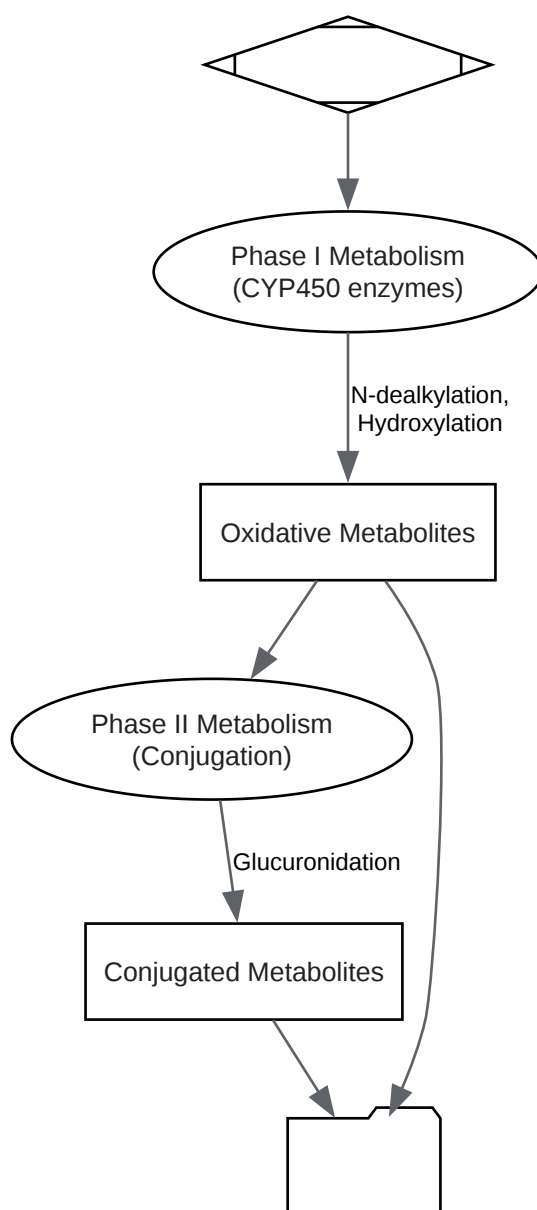 Phase I Metabolism
(CYP450 enzymes)
N-dealkylation,
Hydroxylation
Oxidative Metabolites
Phase II Metabolism
(Conjugation)
Glucuronidation
Conjugated Metabolites